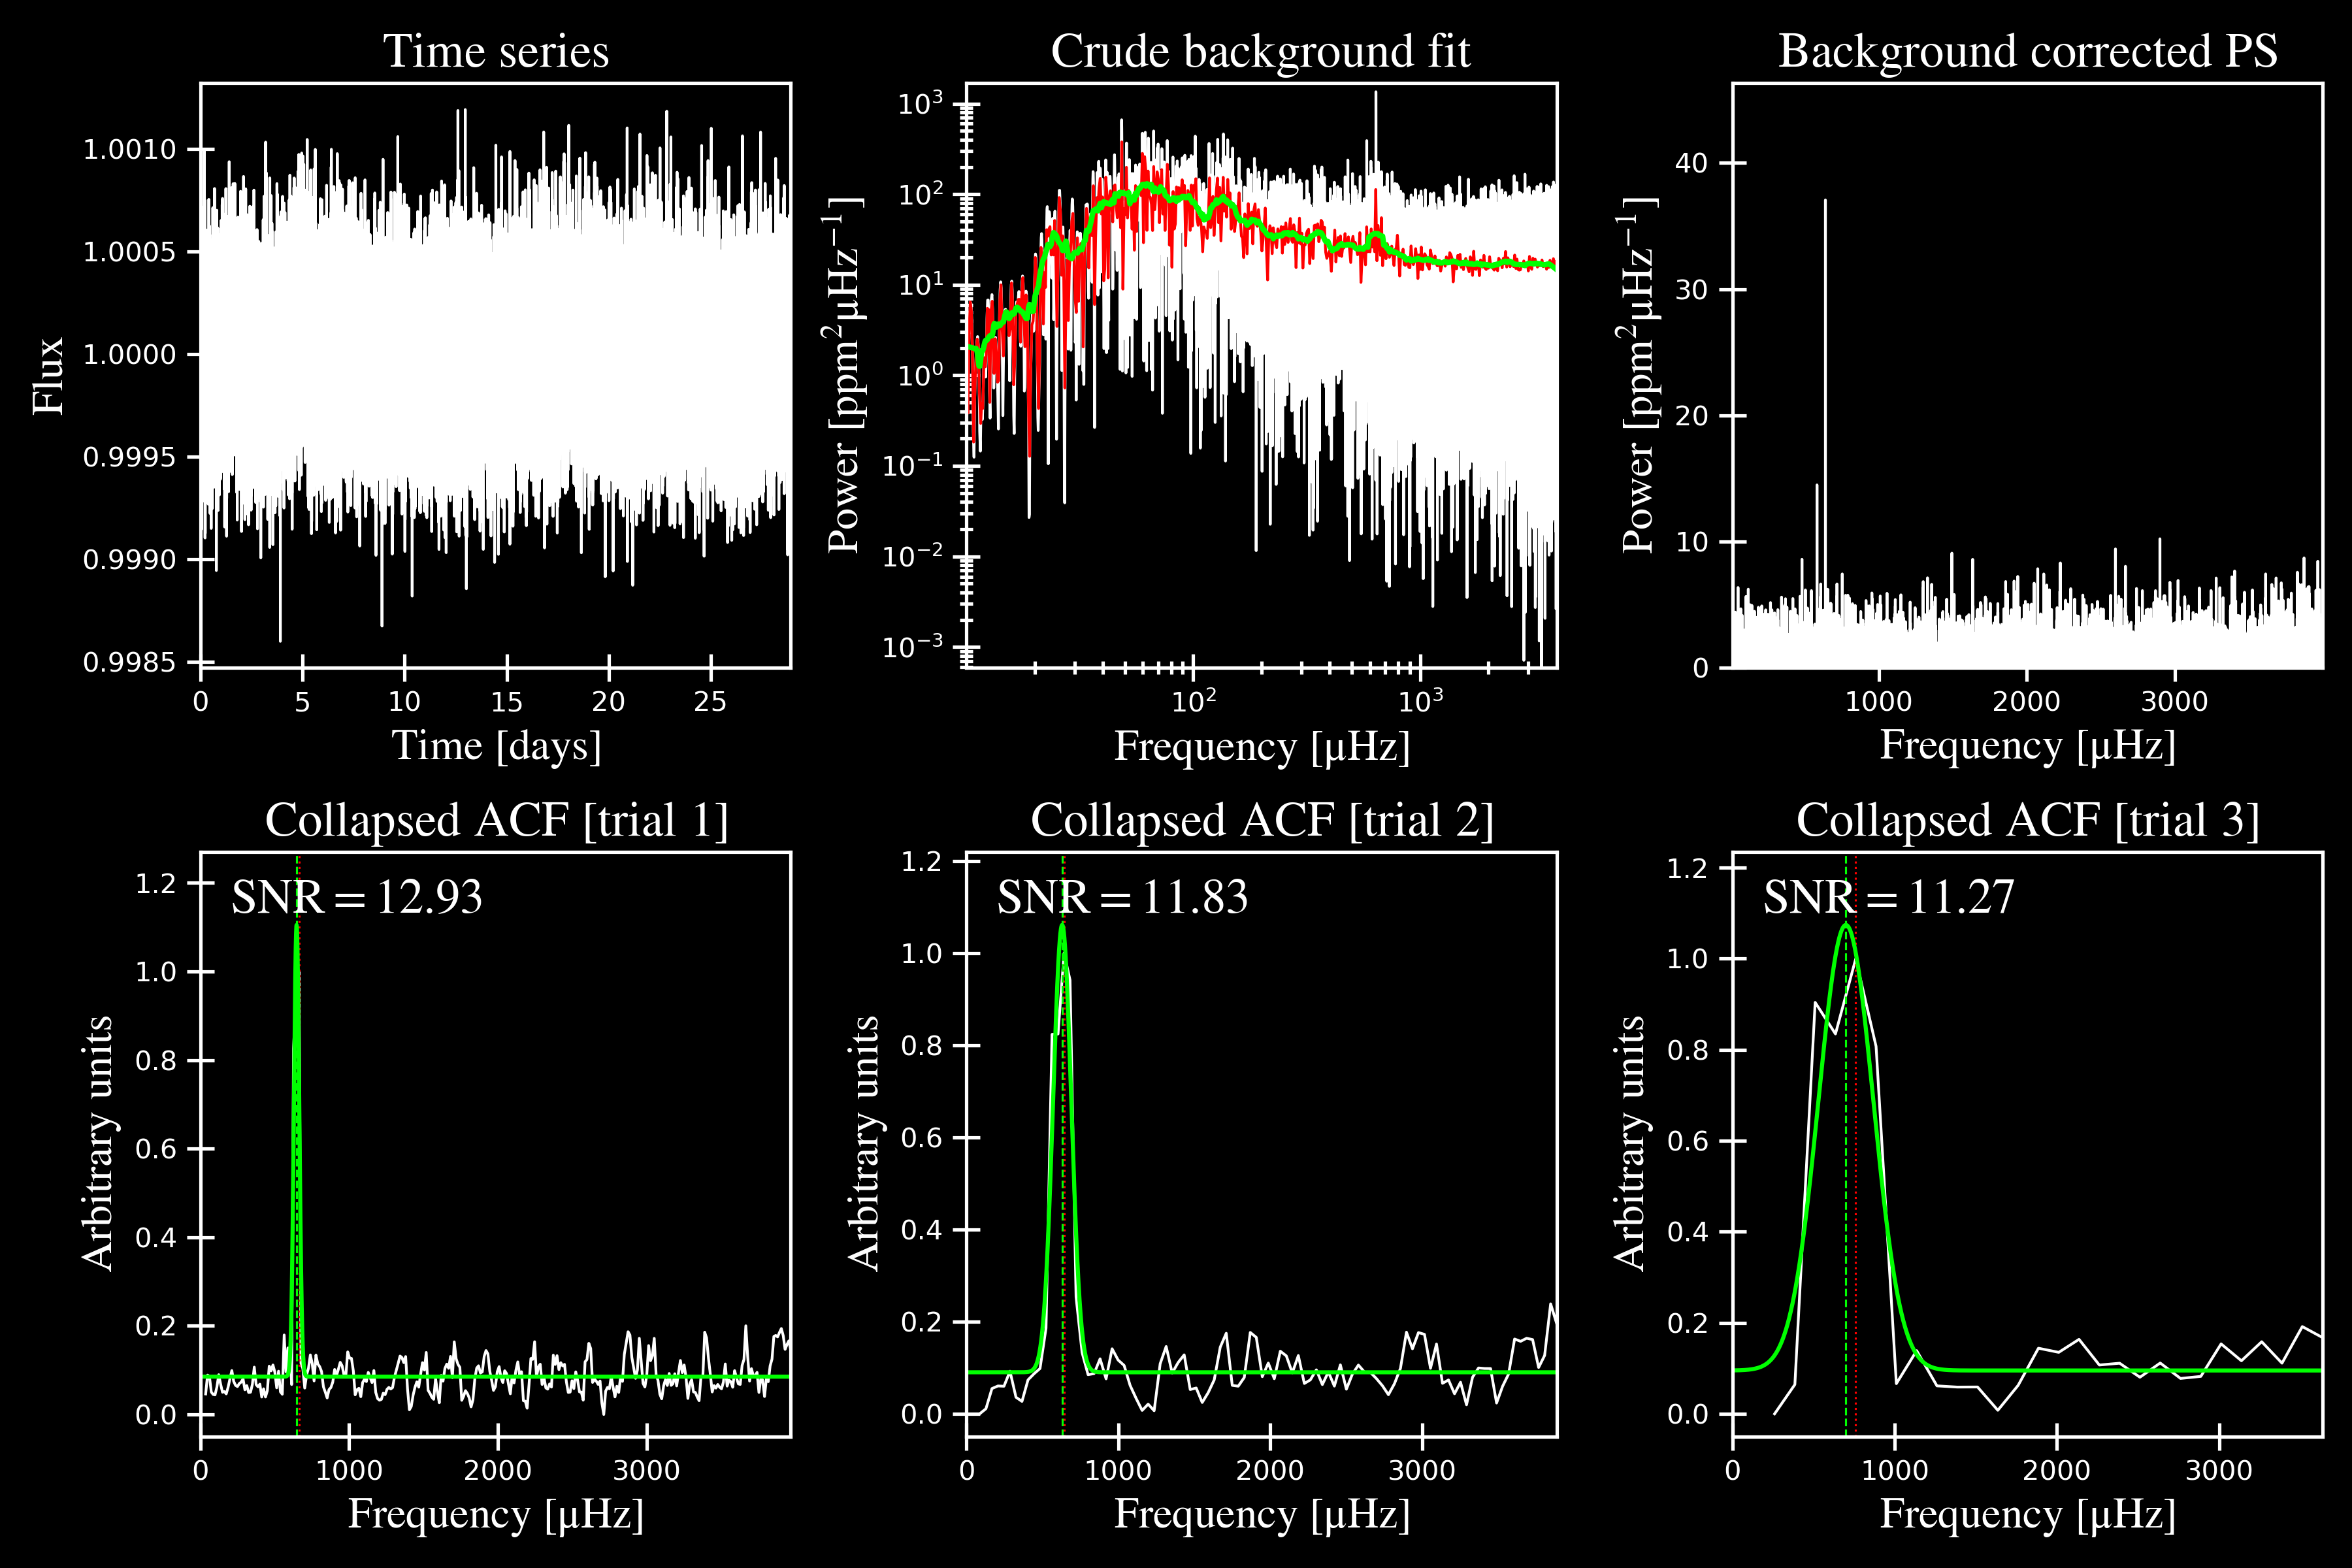 Time series
Flux
1.0010
1.0005
1.0000
0.9995
0.9990
0.9985
0 5 10 15 20 25
Time [days]
Crude background fit
Power [ppm²μHz⁻¹]
10³
10²
10¹
10⁰
10⁻¹
10⁻²
10⁻³
10² 10³
Frequency [μHz]
Background corrected PS
Power [ppm²μHz⁻¹]
40
30
20
10
0
1000 2000 3000
Frequency [μHz]
Collapsed ACF [trial 1]
SNR = 12.93
Arbitrary units
1.2
1.0
0.8
0.6
0.4
0.2
0.0
0 1000 2000 3000
Frequency [μHz]
Collapsed ACF [trial 2]
SNR = 11.83
Arbitrary units
1.2
1.0
0.8
0.6
0.4
0.2
0.0
0 1000 2000 3000
Frequency [μHz]
Collapsed ACF [trial 3]
SNR = 11.27
Arbitrary units
1.2
1.0
0.8
0.6
0.4
0.2
0.0
0 1000 2000 3000
Frequency [μHz]